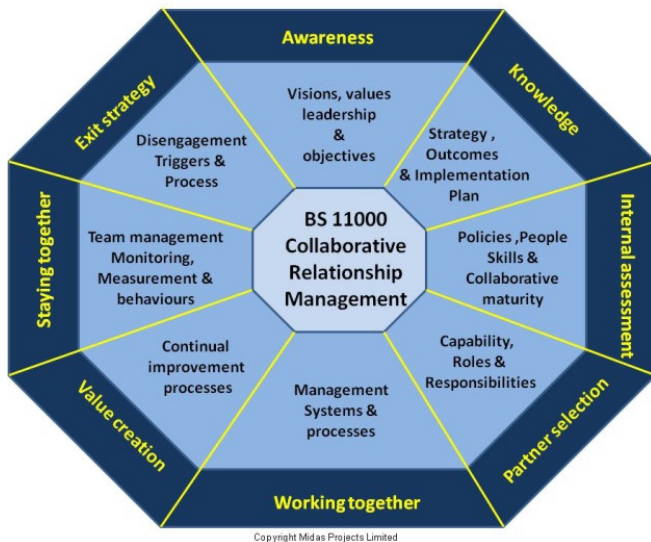 Awareness
Visions, values
leadership
&
objectives
Knowledge
Strategy ,
Outcomes
& Implementation
Plan
Internal assessment
Policies ,People
Skills &
Collaborative
maturity
Partner selection
Capability,
Roles &
Responsibilities
Working together
Management
Systems &
processes
Value creation
Continual
improvement
processes
Staying together
Team management
Monitoring,
Measurement &
behaviours
Exit strategy
Disengagement
Triggers &
Process
BS 11000
Collaborative
Relationship
Management
Copyright Midas Projects Limited